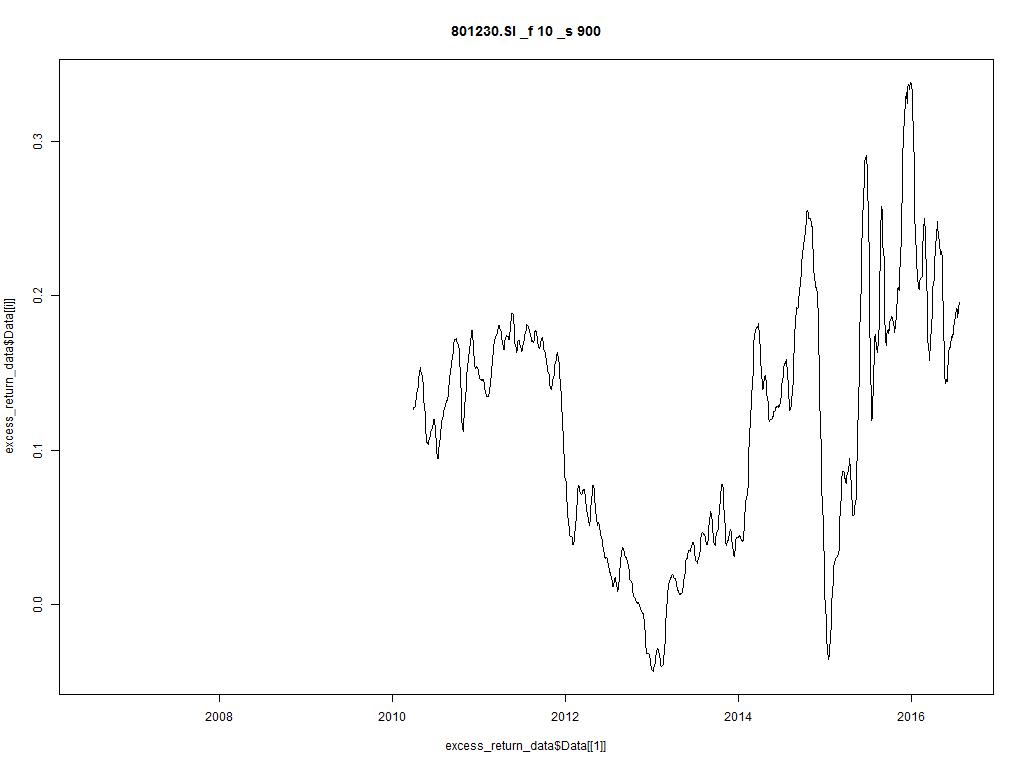 801230.SI _f 10 _s 900
excess_return_data$Data[[i]]
0.3
0.2
0.1
0.0
2008 2010 2012 2014 2016
excess_return_data$Data[[1]]